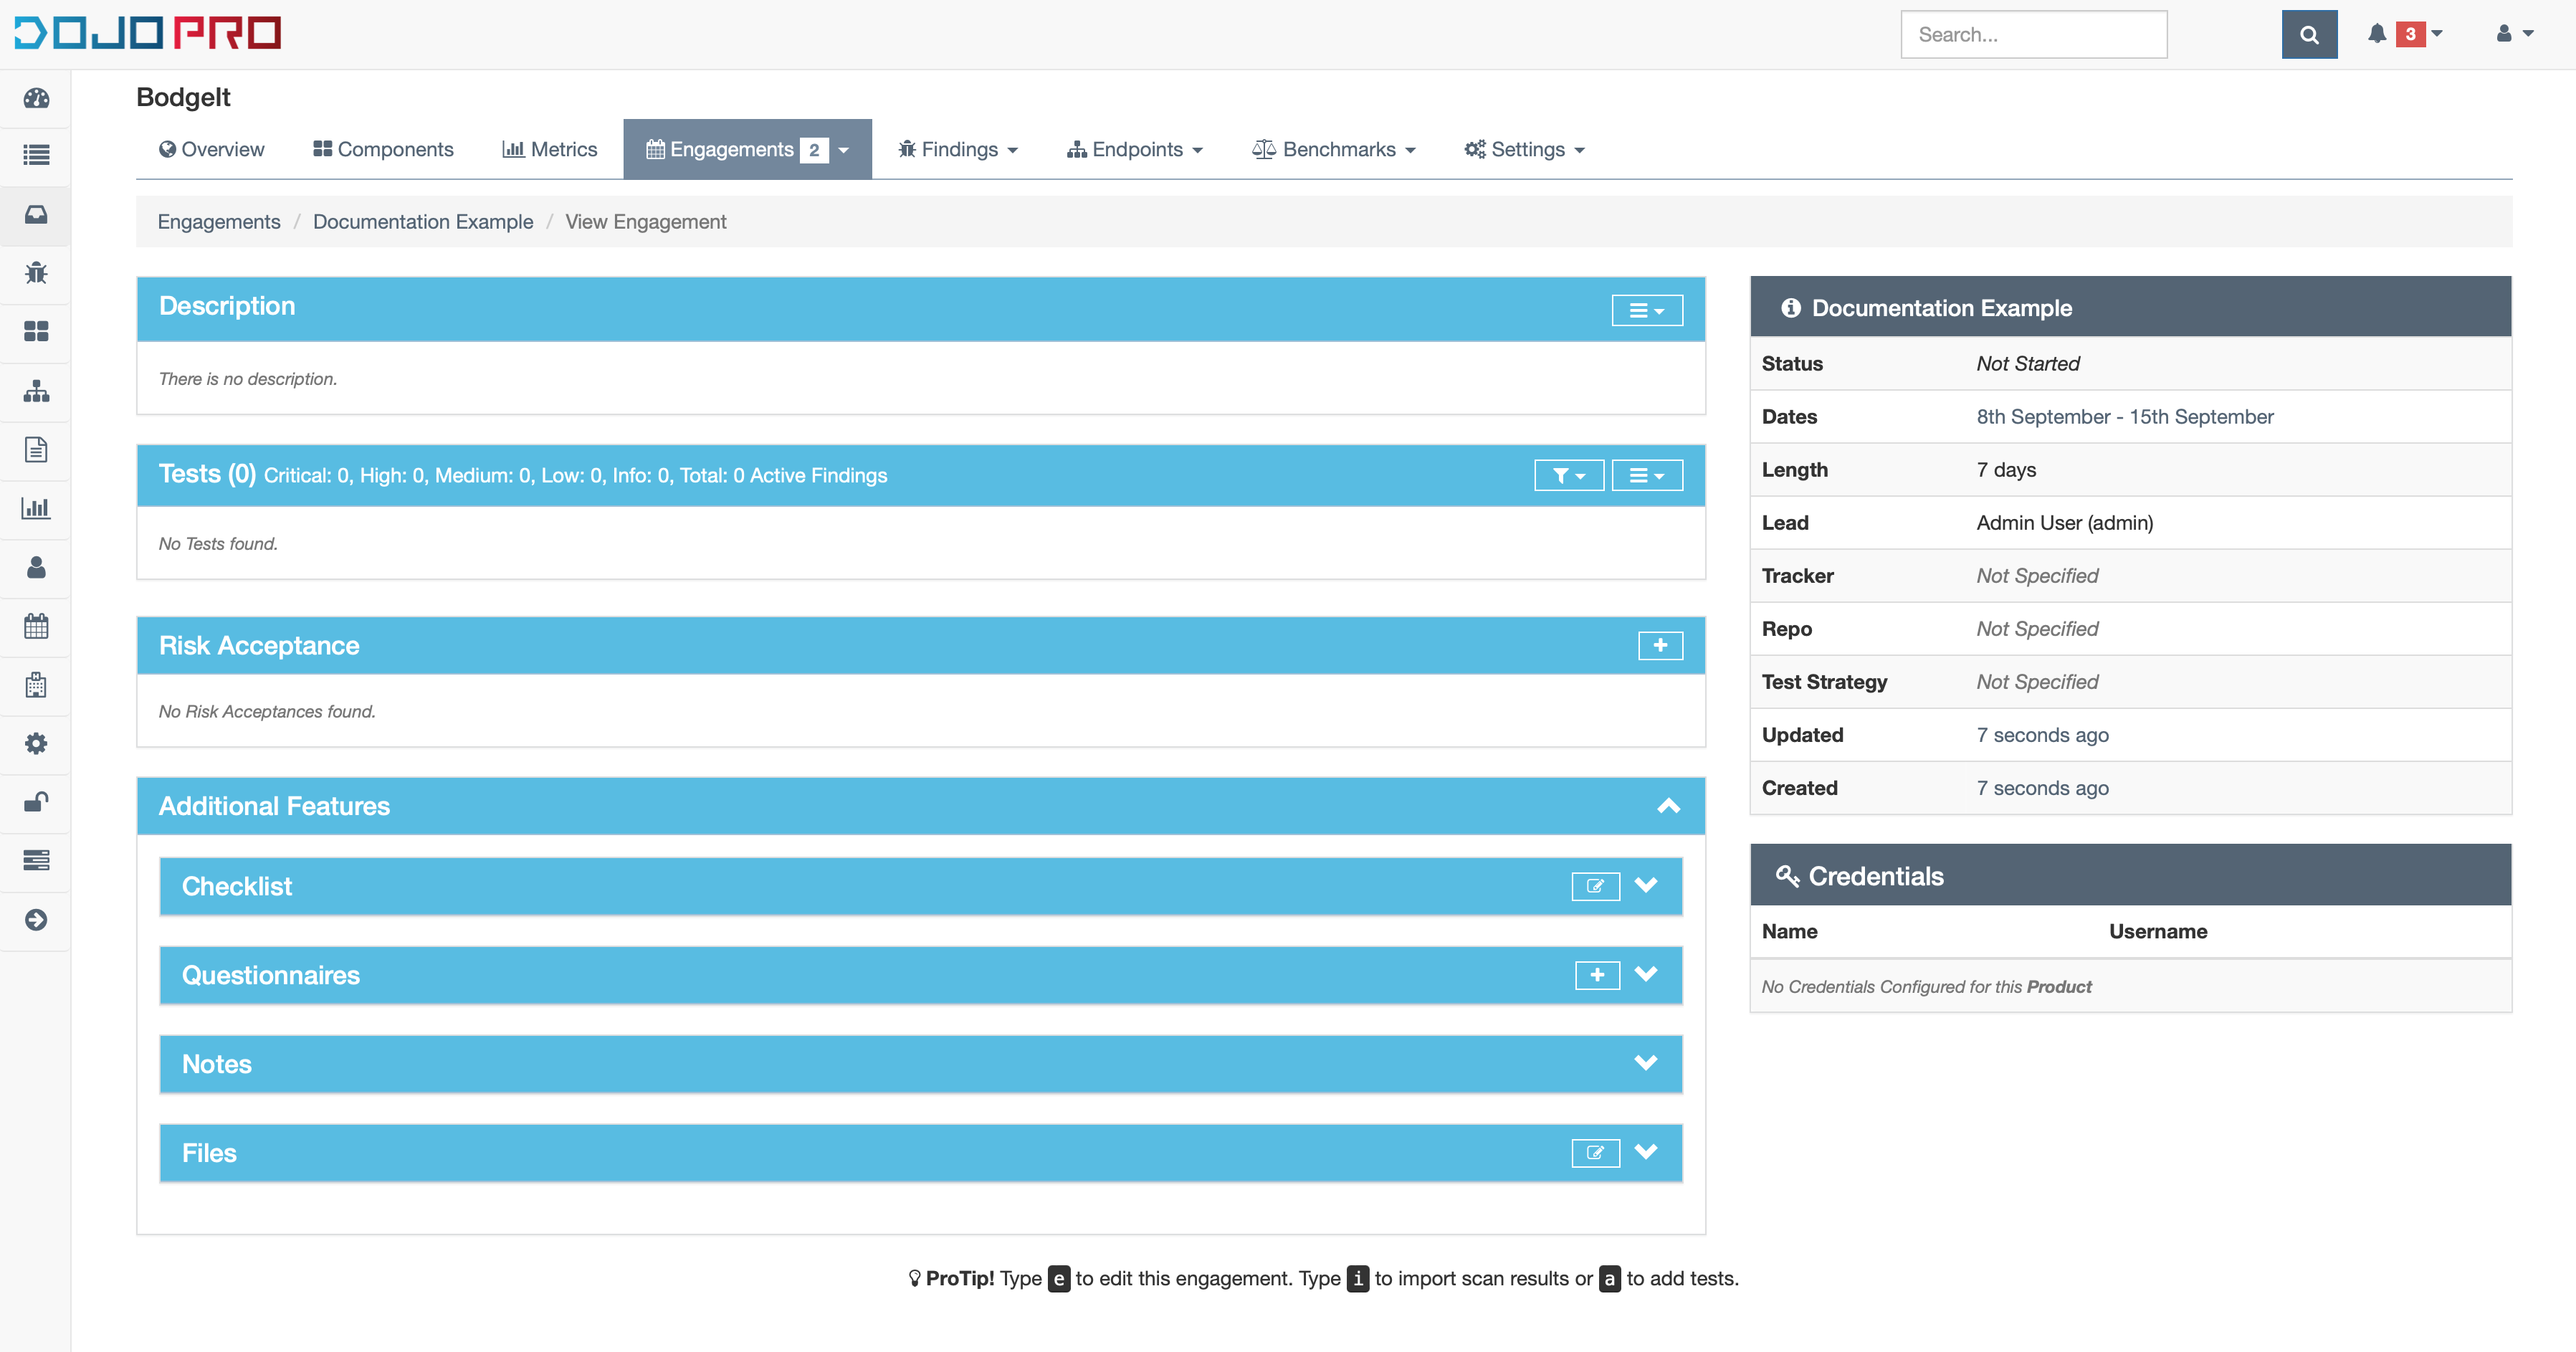 DOJO PRO
Search...
3
BodgeIt
Overview Components Metrics Engagements 2 Findings Endpoints Benchmarks Settings
Engagements / Documentation Example / View Engagement
Description
There is no description.
Tests (0) Critical: 0, High: 0, Medium: 0, Low: 0, Info: 0, Total: 0 Active Findings
No Tests found.
Risk Acceptance
No Risk Acceptances found.
Additional Features
Checklist
Questionnaires
Notes
Files
Documentation Example
Status Not Started
Dates 8th September - 15th September
Length 7 days
Lead Admin User (admin)
Tracker Not Specified
Repo Not Specified
Test Strategy Not Specified
Updated 7 seconds ago
Created 7 seconds ago
Credentials
Name Username
No Credentials Configured for this Product
ProTip! Type e to edit this engagement. Type i to import scan results or a to add tests.